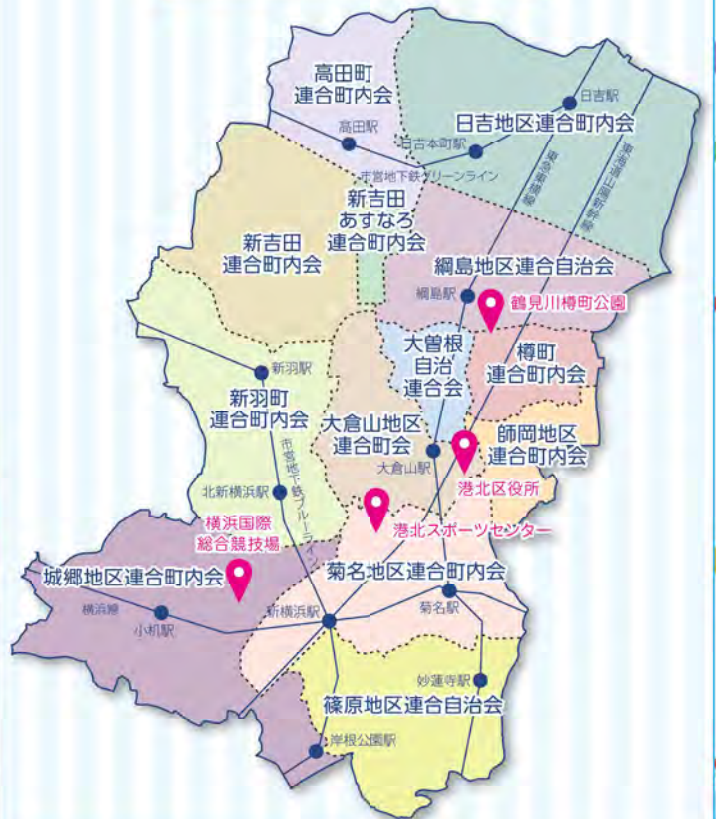 高田町
連合町内会
高田駅
日吉駅
日吉地区連合町内会
日吉本町駅
市営地下鉄グリーンライン
東急東横線
東海道山陽新幹線
新吉田
あすなろ
連合町内会
新吉田
連合町内会
綱島地区連合自治会
綱島駅
鶴見川樽町公園
大曽根
自治
連合会
樽町
連合町内会
新羽駅
新羽町
連合町内会
大倉山地区
連合町会
師岡地区
連合町内会
大倉山駅
港北区役所
市営地下鉄ブルーライン
北新横浜駅
横浜国際
総合競技場
港北スポーツセンター
城郷地区連合町内会
菊名地区連合町内会
横浜線
小机駅
新横浜駅
菊名駅
妙蓮寺駅
篠原地区連合自治会
岸根公園駅